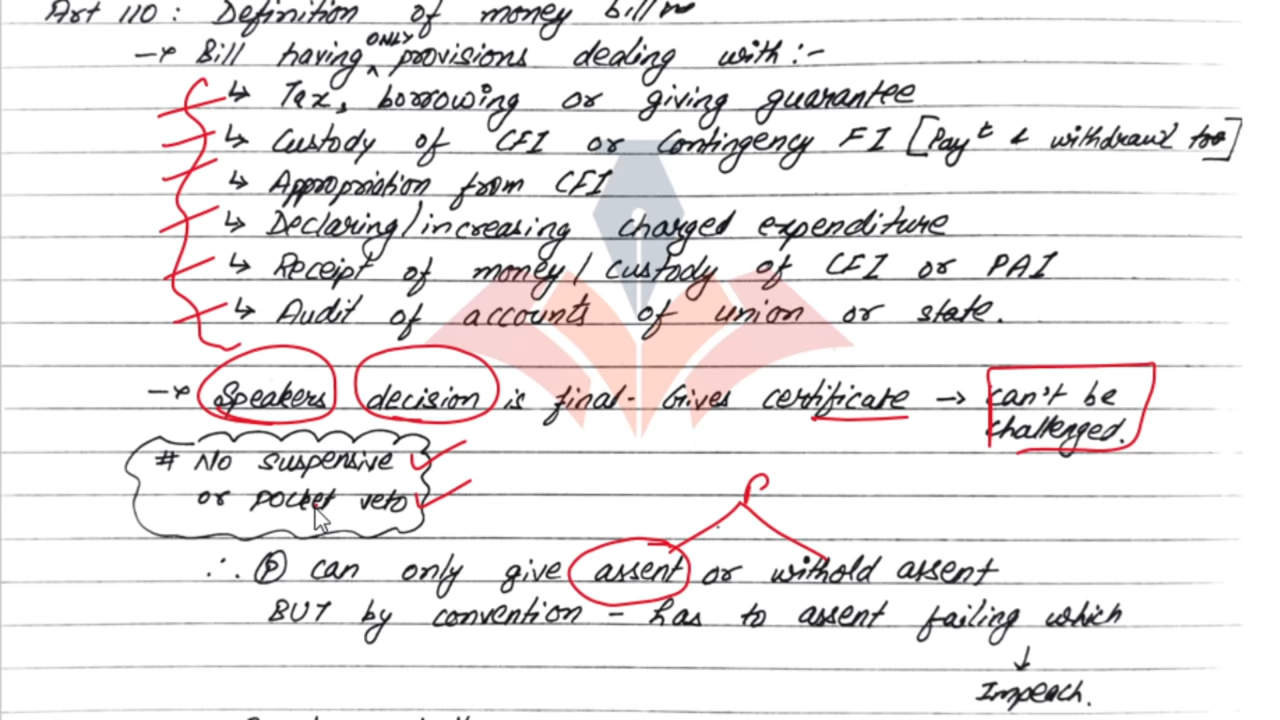 Art 110 : Definition of money bill
→ Bill having ONLY provisions dealing with :-
↳ Tax, borrowing or giving guarantee
↳ Custody of CFI or Contingency FI [Payt & withdrawl too]
↳ Appropriation from CFI
↳ Declaring/increasing charged expenditure
↳ Receipt of money / custody of CFI or PAI
↳ Audit of accounts of union or state.
→ Speakers decision is final - Gives certificate → can't be
challenged.
# No suspensive
or pocket veto
∴ Ⓟ can only give assent or withold assent
BUT by convention - has to assent failing which
↓
Impeach.